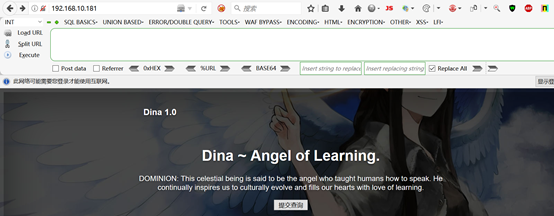 192.168.10.181
搜索
INT
SQL BASICS▾ UNION BASED▾ ERROR/DOUBLE QUERY▾ TOOLS▾ WAF BYPASS▾ ENCODING▾ HTML▾ ENCRYPTION▾ OTHER▾ XSS▾ LFI▾
Load URL
Split URL
Execute
Post data Referrer 0xHEX %URL BASE64 Insert string to replace Insert replacing string Replace All
此网络可能需要您登录才能使用互联网。 显示登
Dina 1.0
Dina ~ Angel of Learning.
DOMINION: This celestial being is said to be the angel who taught humans how to speak. He
continually inspires us to culturally evolve and fills our hearts with love of learning.
提交查询